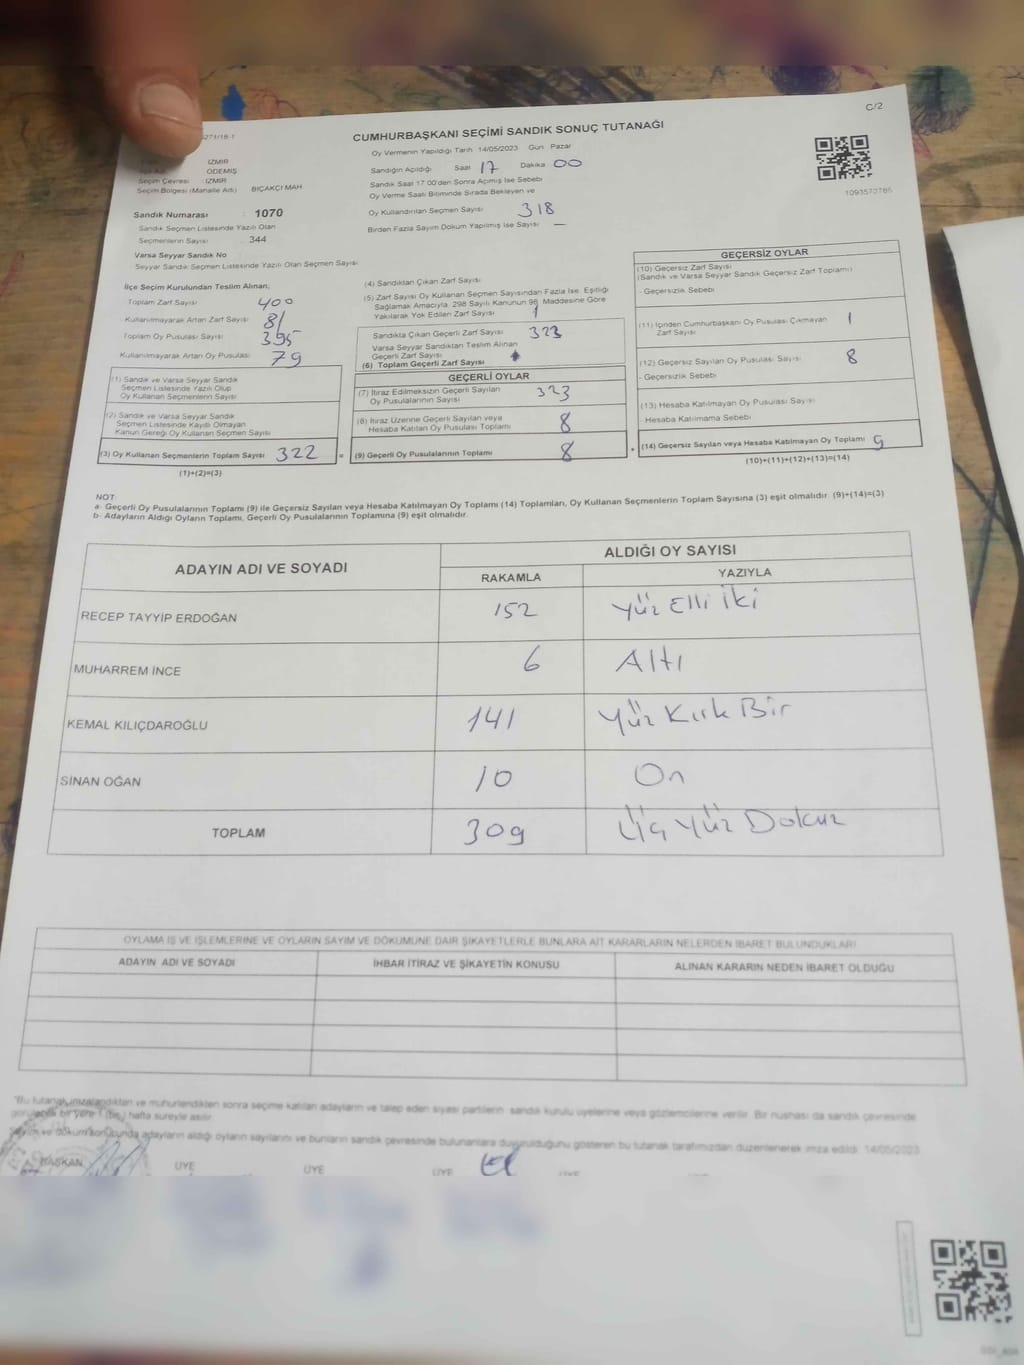 C/2
CUMHURBAŞKANI SEÇİMİ SANDIK SONUÇ TUTANAĞI
Oy Vermenin Yapıldığı Tarih 14/05/2023 Gün Pazar
Sandığın Açıldığı Saat 17 Dakika 00
Sandık Saat 17 00'den Sonra Açılmış İse Sebebi
Oy Verme Saati Bitiminde Sırada Bekleyen ve
Oy Kullandırılan Seçmen Sayısı 318
Birden Fazla Sayım Döküm Yapılmış İse Sayısı —
İZMİR
ÖDEMİŞ
Seçim Çevresi : İZMİR
Seçim Bölgesi (Mahalle Adı) BIÇAKÇI MAH.
Sandık Numarası : 1070
Sandık Seçmen Listesinde Yazılı Olan
Seçmenlerin Sayısı : 344
Varsa Seyyar Sandık No
Seyyar Sandık Seçmen Listesinde Yazılı Olan Seçmen Sayısı
1093570786
İlçe Seçim Kurulundan Teslim Alınan;
Toplam Zarf Sayısı 400
Kullanılmayarak Artan Zarf Sayısı 81
Toplam Oy Pusulası Sayısı 395
Kullanılmayarak Artan Oy Pusulası 79
(1) Sandık ve Varsa Seyyar Sandık
Seçmen Listesinde Yazılı Olup
Oy Kullanan Seçmenlerin Sayısı
(2) Sandık ve Varsa Seyyar Sandık
Seçmen Listesinde Kayıtlı Olmayan
Kanun Gereği Oy Kullanan Seçmen Sayısı
(3) Oy Kullanan Seçmenlerin Toplam Sayısı 322
(1)+(2)=(3)
(4) Sandıktan Çıkan Zarf Sayısı
(5) Zarf Sayısı Oy Kullanan Seçmen Sayısından Fazla İse, Eşitliği
Sağlamak Amacıyla, 298 Sayılı Kanunun 98. Maddesine Göre
Yakılarak Yok Edilen Zarf Sayısı 1
Sandıkta Çıkan Geçerli Zarf Sayısı 323
Varsa Seyyar Sandıktan Teslim Alınan
Geçerli Zarf Sayısı
(6) Toplam Geçerli Zarf Sayısı
GEÇERLİ OYLAR
(7) İtiraz Edilmeksizin Geçerli Sayılan
Oy Pusulalarının Sayısı 323
(8) İtiraz Üzerine Geçerli Sayılan veya
Hesaba Katılan Oy Pusulası Toplamı 8
(9) Geçerli Oy Pusulalarının Toplamı 8
GEÇERSİZ OYLAR
(10) Geçersiz Zarf Sayısı
(Sandık ve Varsa Seyyar Sandık Geçersiz Zarf Toplamı)
- Geçersizlik Sebebi
(11) İçinden Cumhurbaşkanı Oy Pusulası Çıkmayan
Zarf Sayısı 1
(12) Geçersiz Sayılan Oy Pusulası Sayısı 8
- Geçersizlik Sebebi
(13) Hesaba Katılmayan Oy Pusulası Sayısı
- Hesaba Katılmama Sebebi
(14) Geçersiz Sayılan veya Hesaba Katılmayan Oy Toplamı 9
(10)+(11)+(12)+(13)=(14)
NOT:
a- Geçerli Oy Pusulalarının Toplamı (9) ile Geçersiz Sayılan veya Hesaba Katılmayan Oy Toplamı (14) Toplamları, Oy Kullanan Seçmenlerin Toplam Sayısına (3) eşit olmalıdır. (9)+(14)=(3)
b- Adayların Aldığı Oyların Toplamı, Geçerli Oy Pusulalarının Toplamına (9) eşit olmalıdır.
ADAYIN ADI VE SOYADI ALDIĞI OY SAYISI
RAKAMLA YAZIYLA
RECEP TAYYİP ERDOĞAN 152 Yüz Elli İki
MUHARREM İNCE 6 Altı
KEMAL KILIÇDAROĞLU 141 Yüz Kırk Bir
SİNAN OĞAN 10 On
TOPLAM 309 Üç Yüz Dokuz
OYLAMA İŞ VE İŞLEMLERİNE VE OYLARIN SAYIM VE DÖKÜMÜNE DAİR ŞİKAYETLERLE BUNLARA AİT KARARLARIN NELERDEN İBARET BULUNDUKLARI
ADAYIN ADI VE SOYADI İHBAR İTİRAZ VE ŞİKAYETİN KONUSU ALINAN KARARIN NEDEN İBARET OLDUĞU
"Bu tutanak imzalandıktan ve mühürlendikten sonra seçime katılan adayların ve talep eden siyasi partilerin sandık kurulu üyelerine veya gözlemcilerine verilir. Bir nüshası da sandık çevresinde
görülebilir bir yere 1 (bir) hafta süreyle asılır.
Sayım ve döküm sonucunda adayların aldığı oyların sayılarını ve bunların sandık çevresinde bulunanlara duyurulduğunu gösteren bu tutanak tarafımızdan düzenlenerek imza edildi. 14/05/2023
BAŞKAN ÜYE ÜYE ÜYE